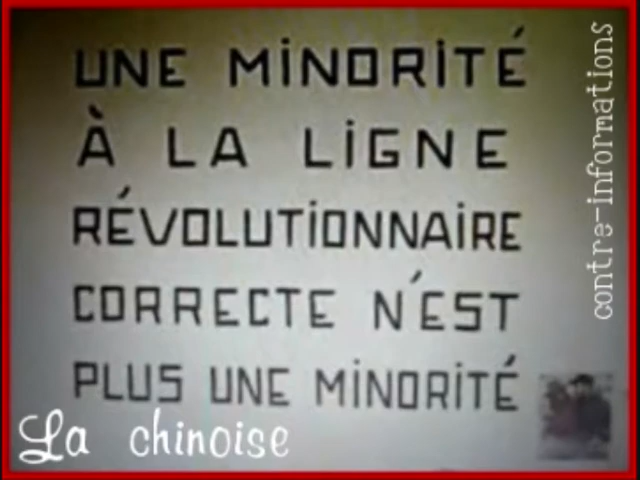 UNE MINORITÉ
À LA LIGNE
RÉVOLUTIONNAIRE
CORRECTE N'EST
PLUS UNE MINORITÉ
La chinoise
contre-informations